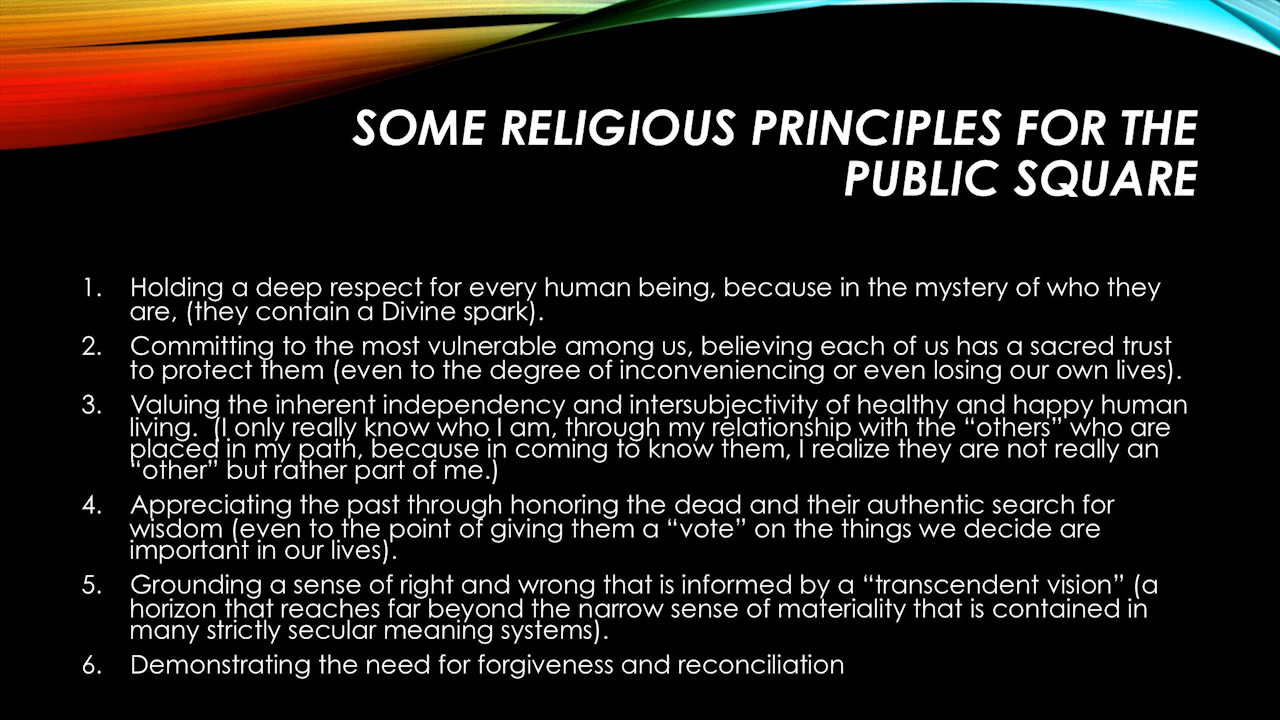 SOME RELIGIOUS PRINCIPLES FOR THE
PUBLIC SQUARE
1. Holding a deep respect for every human being, because in the mystery of who they
are, (they contain a Divine spark).
2. Committing to the most vulnerable among us, believing each of us has a sacred trust
to protect them (even to the degree of inconveniencing or even losing our own lives).
3. Valuing the inherent independency and intersubjectivity of healthy and happy human
living. (I only really know who I am, through my relationship with the “others” who are
placed in my path, because in coming to know them, I realize they are not really an
“other” but rather part of me.)
4. Appreciating the past through honoring the dead and their authentic search for
wisdom (even to the point of giving them a “vote” on the things we decide are
important in our lives).
5. Grounding a sense of right and wrong that is informed by a “transcendent vision” (a
horizon that reaches far beyond the narrow sense of materiality that is contained in
many strictly secular meaning systems).
6. Demonstrating the need for forgiveness and reconciliation